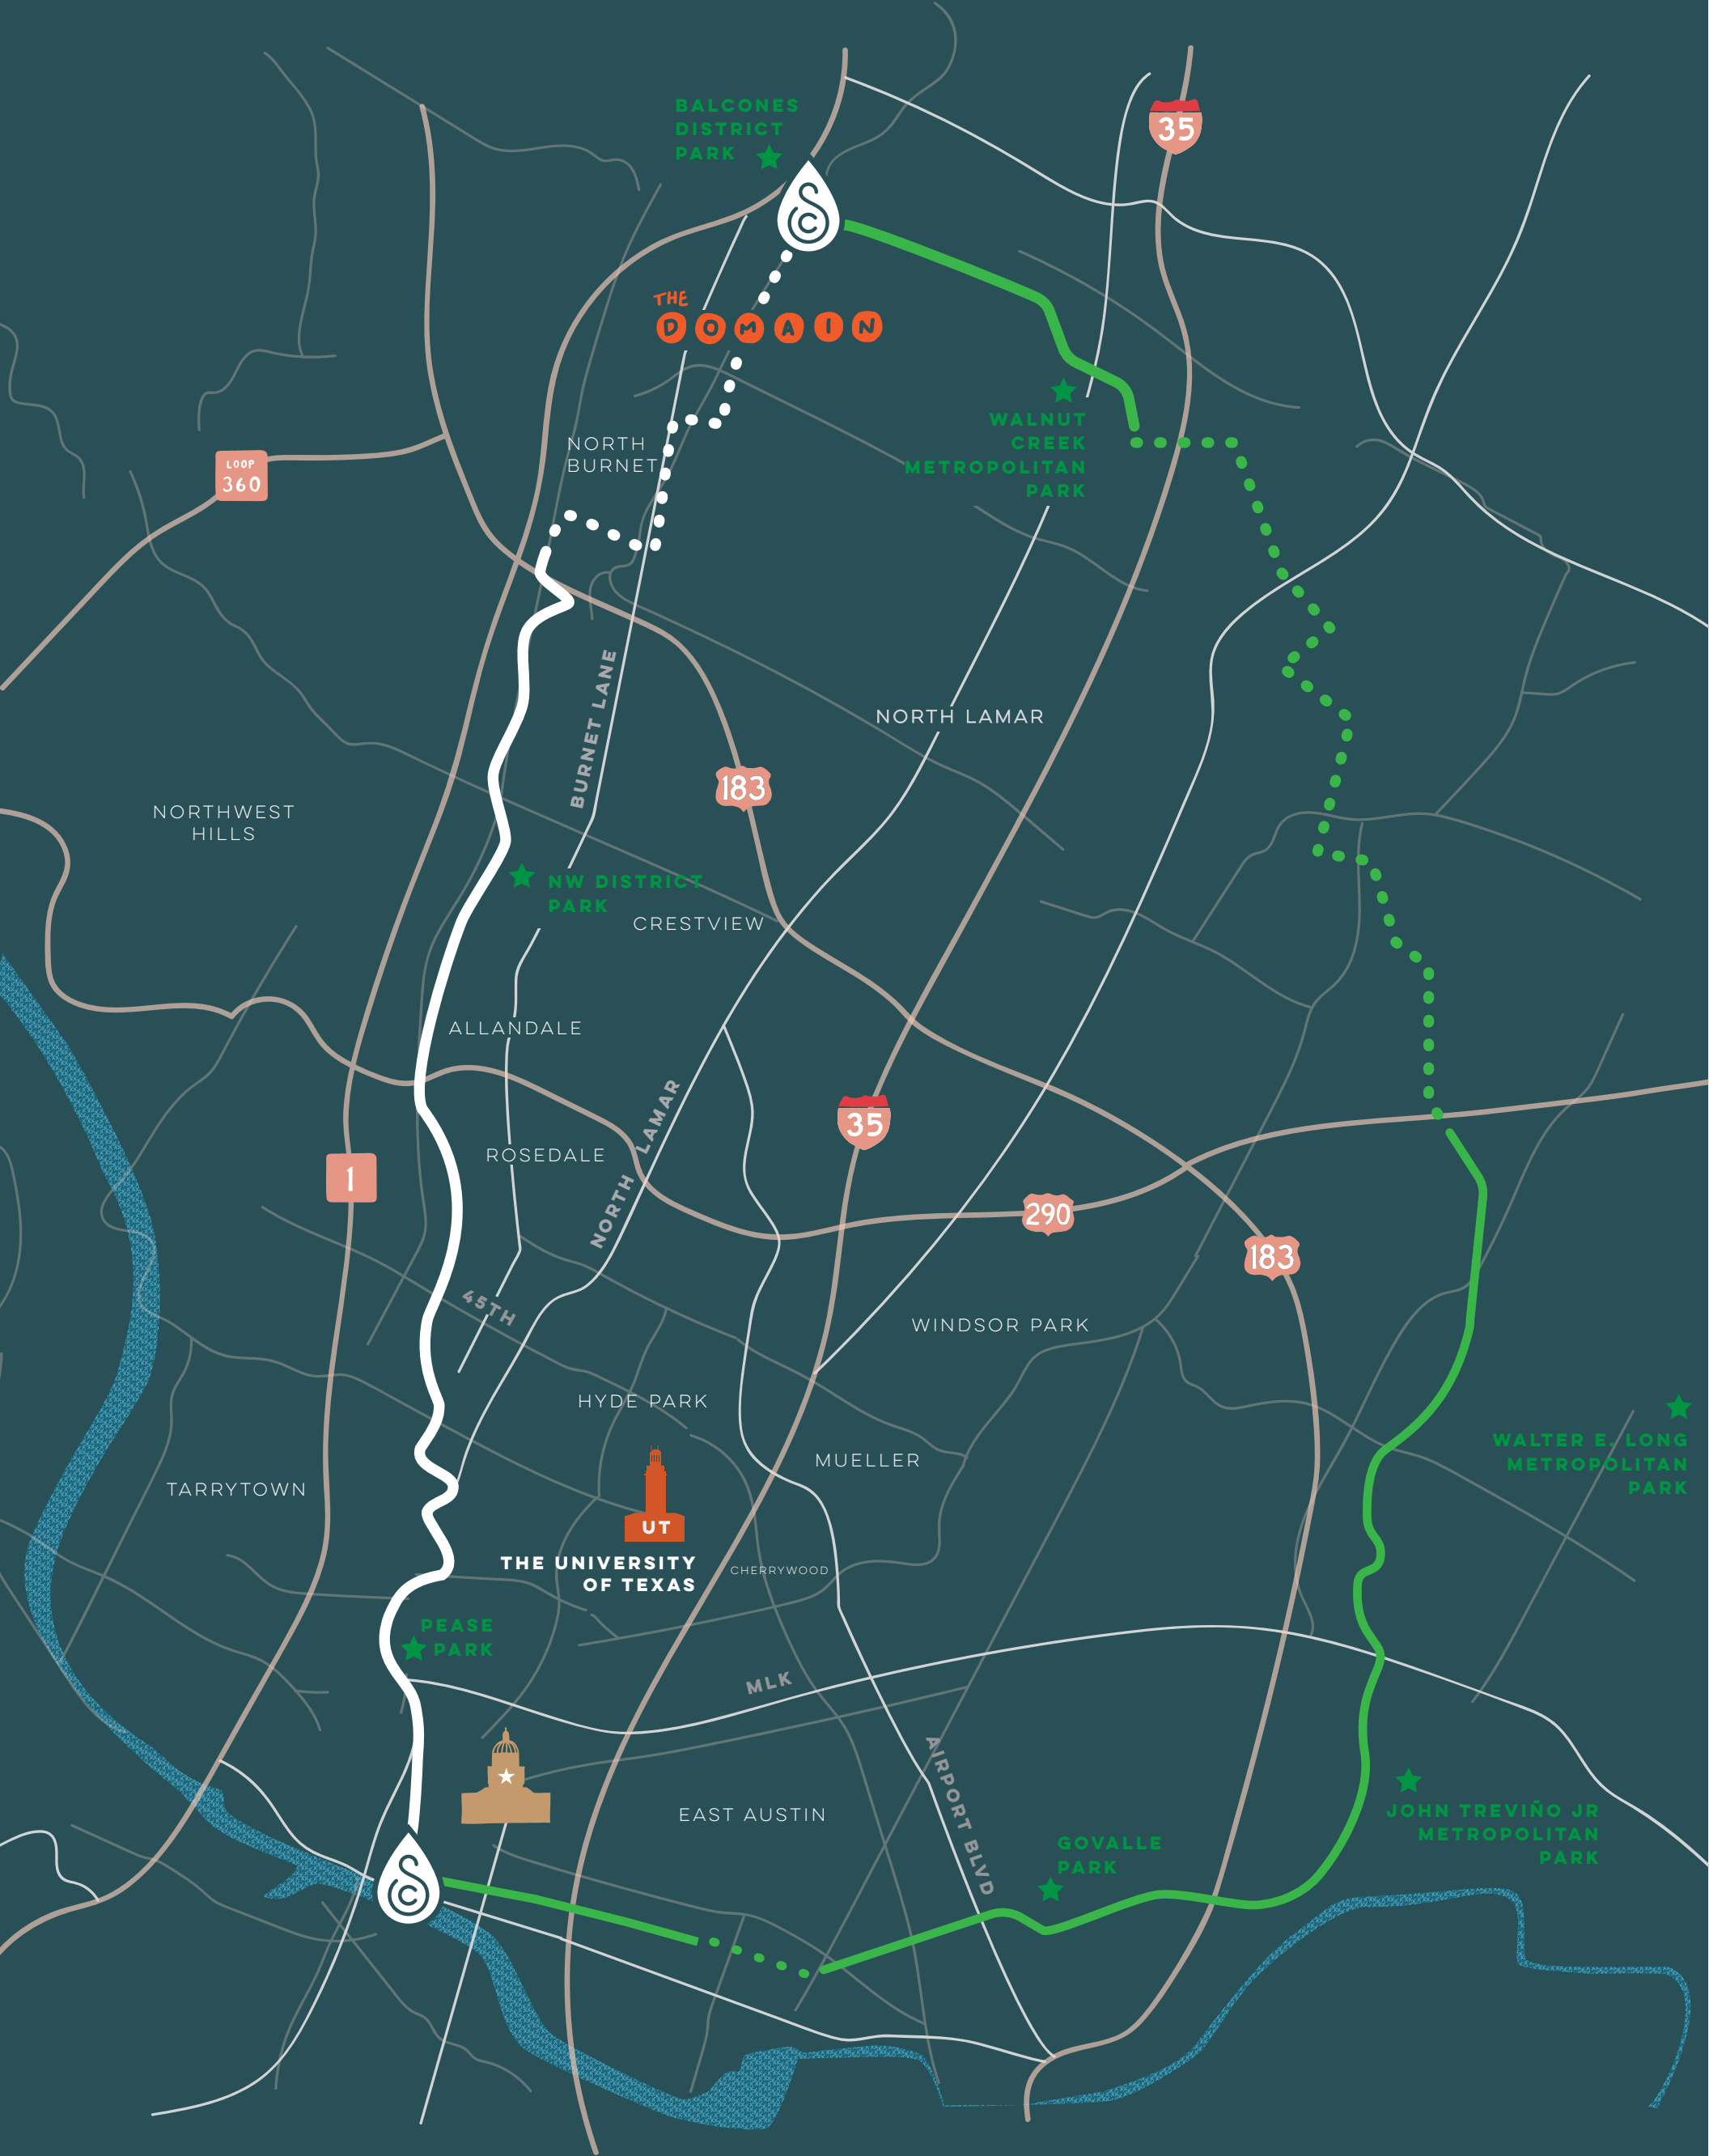 BALCONES
DISTRICT
PARK
35
SC
THE
DOMAIN
WALNUT
CREEK
METROPOLITAN
PARK
NORTH
BURNET
LOOP
360
BURNET LANE
NORTH LAMAR
183
NORTHWEST
HILLS
NW DISTRICT
PARK
CRESTVIEW
ALLANDALE
NORTH LAMAR
35
ROSEDALE
1
290
183
45TH
WINDSOR PARK
HYDE PARK
MUELLER
WALTER E. LONG
METROPOLITAN
PARK
TARRYTOWN
UT
THE UNIVERSITY
OF TEXAS
CHERRYWOOD
PEASE
PARK
MLK
AIRPORT BLVD
EAST AUSTIN
JOHN TREVIÑO JR
METROPOLITAN
PARK
GOVALLE
PARK
SC